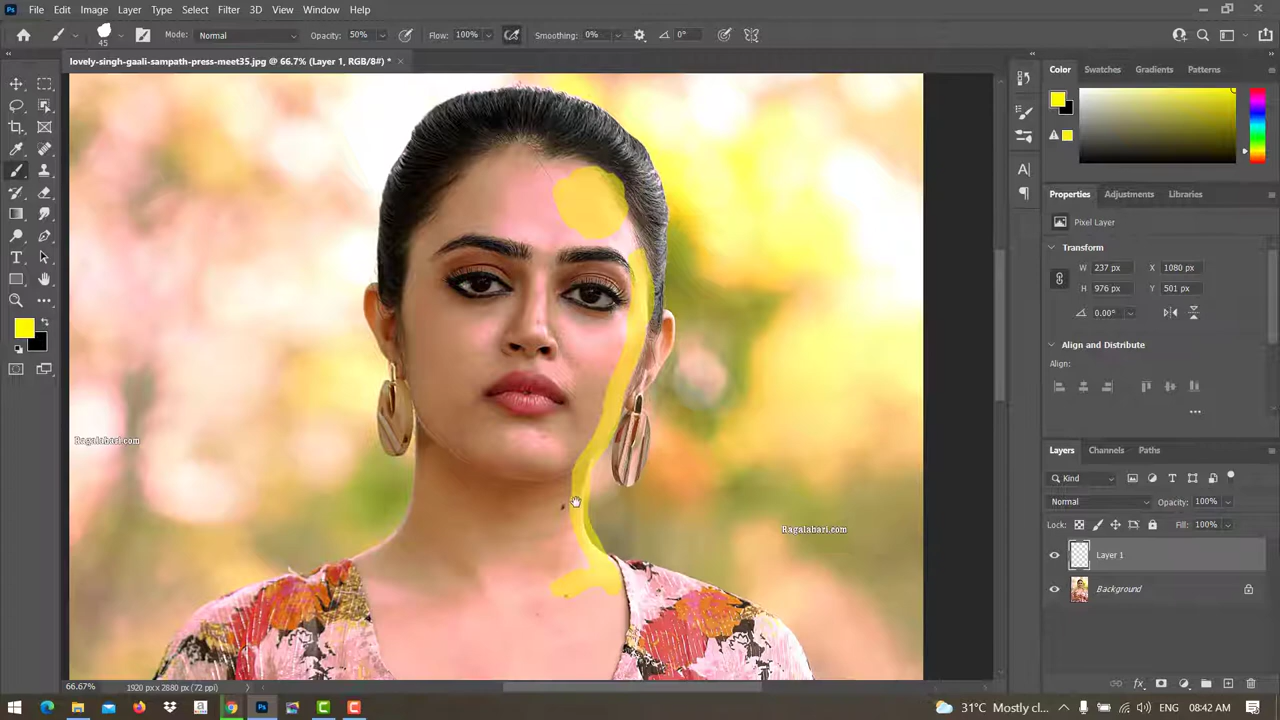 Ps File Edit Image Layer Type Select Filter 3D View Window Help
45 Mode: Normal Opacity: 50% Flow: 100% Smoothing: 0% 0°
lovely-singh-gaali-sampath-press-meet35.jpg @ 66.7% (Layer 1, RGB/8#) * ×
Color Swatches Gradients Patterns
Properties Adjustments Libraries
Pixel Layer
Transform
W 237 px X 1080 px
H 976 px Y 501 px
0.00°
Align and Distribute
Align:
Ragalahari.com
Ragalahari.com
Layers Channels Paths
Kind
Normal Opacity: 100%
Lock: Fill: 100%
Layer 1
Background
66.67% 1920 px x 2880 px (72 ppi)
31°C Mostly cl... ENG 08:42 AM